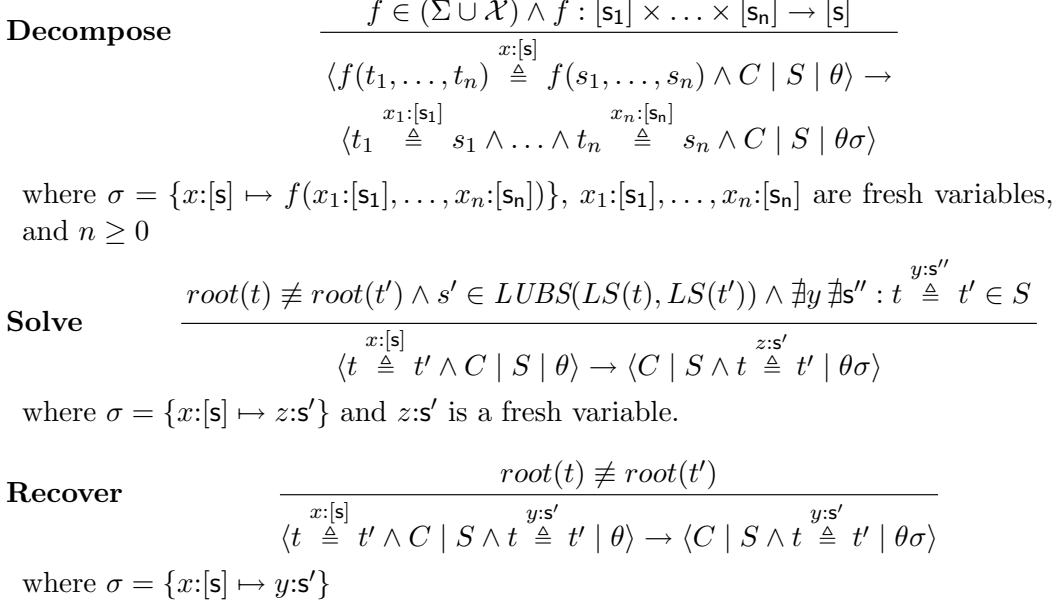 f ∈ (Σ ∪ 𝒳) ∧ f : [s₁] × … × [sₙ] → [s]
Decompose
⟨f(t₁, …, tₙ) ≜^{x:[s]} f(s₁, …, sₙ) ∧ C | S | θ⟩ →
⟨t₁ ≜^{x₁:[s₁]} s₁ ∧ … ∧ tₙ ≜^{xₙ:[sₙ]} sₙ ∧ C | S | θσ⟩
where σ = {x:[s] ↦ f(x₁:[s₁], …, xₙ:[sₙ])}, x₁:[s₁], …, xₙ:[sₙ] are fresh variables,
and n ≥ 0
root(t) ≢ root(t′) ∧ s′ ∈ LUBS(LS(t), LS(t′)) ∧ ∄y ∄s″ : t ≜^{y:s″} t′ ∈ S
Solve
⟨t ≜^{x:[s]} t′ ∧ C | S | θ⟩ → ⟨C | S ∧ t ≜^{z:s′} t′ | θσ⟩
where σ = {x:[s] ↦ z:s′} and z:s′ is a fresh variable.
root(t) ≢ root(t′)
Recover
⟨t ≜^{x:[s]} t′ ∧ C | S ∧ t ≜^{y:s′} t′ | θ⟩ → ⟨C | S ∧ t ≜^{y:s′} t′ | θσ⟩
where σ = {x:[s] ↦ y:s′}